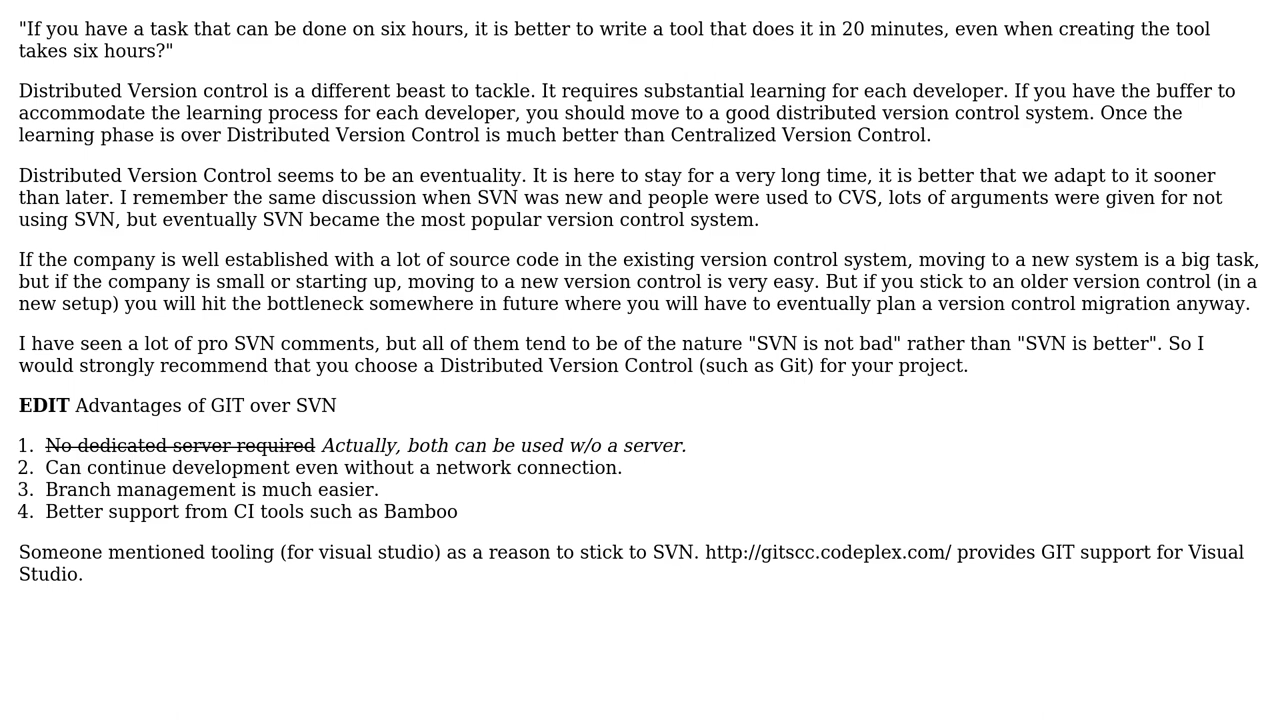 "If you have a task that can be done on six hours, it is better to write a tool that does it in 20 minutes, even when creating the tool
takes six hours?"
Distributed Version control is a different beast to tackle. It requires substantial learning for each developer. If you have the buffer to
accommodate the learning process for each developer, you should move to a good distributed version control system. Once the
learning phase is over Distributed Version Control is much better than Centralized Version Control.
Distributed Version Control seems to be an eventuality. It is here to stay for a very long time, it is better that we adapt to it sooner
than later. I remember the same discussion when SVN was new and people were used to CVS, lots of arguments were given for not
using SVN, but eventually SVN became the most popular version control system.
If the company is well established with a lot of source code in the existing version control system, moving to a new system is a big task,
but if the company is small or starting up, moving to a new version control is very easy. But if you stick to an older version control (in a
new setup) you will hit the bottleneck somewhere in future where you will have to eventually plan a version control migration anyway.
I have seen a lot of pro SVN comments, but all of them tend to be of the nature "SVN is not bad" rather than "SVN is better". So I
would strongly recommend that you choose a Distributed Version Control (such as Git) for your project.
EDIT Advantages of GIT over SVN
1. No dedicated server required Actually, both can be used w/o a server.
2. Can continue development even without a network connection.
3. Branch management is much easier.
4. Better support from CI tools such as Bamboo
Someone mentioned tooling (for visual studio) as a reason to stick to SVN. http://gitscc.codeplex.com/ provides GIT support for Visual
Studio.